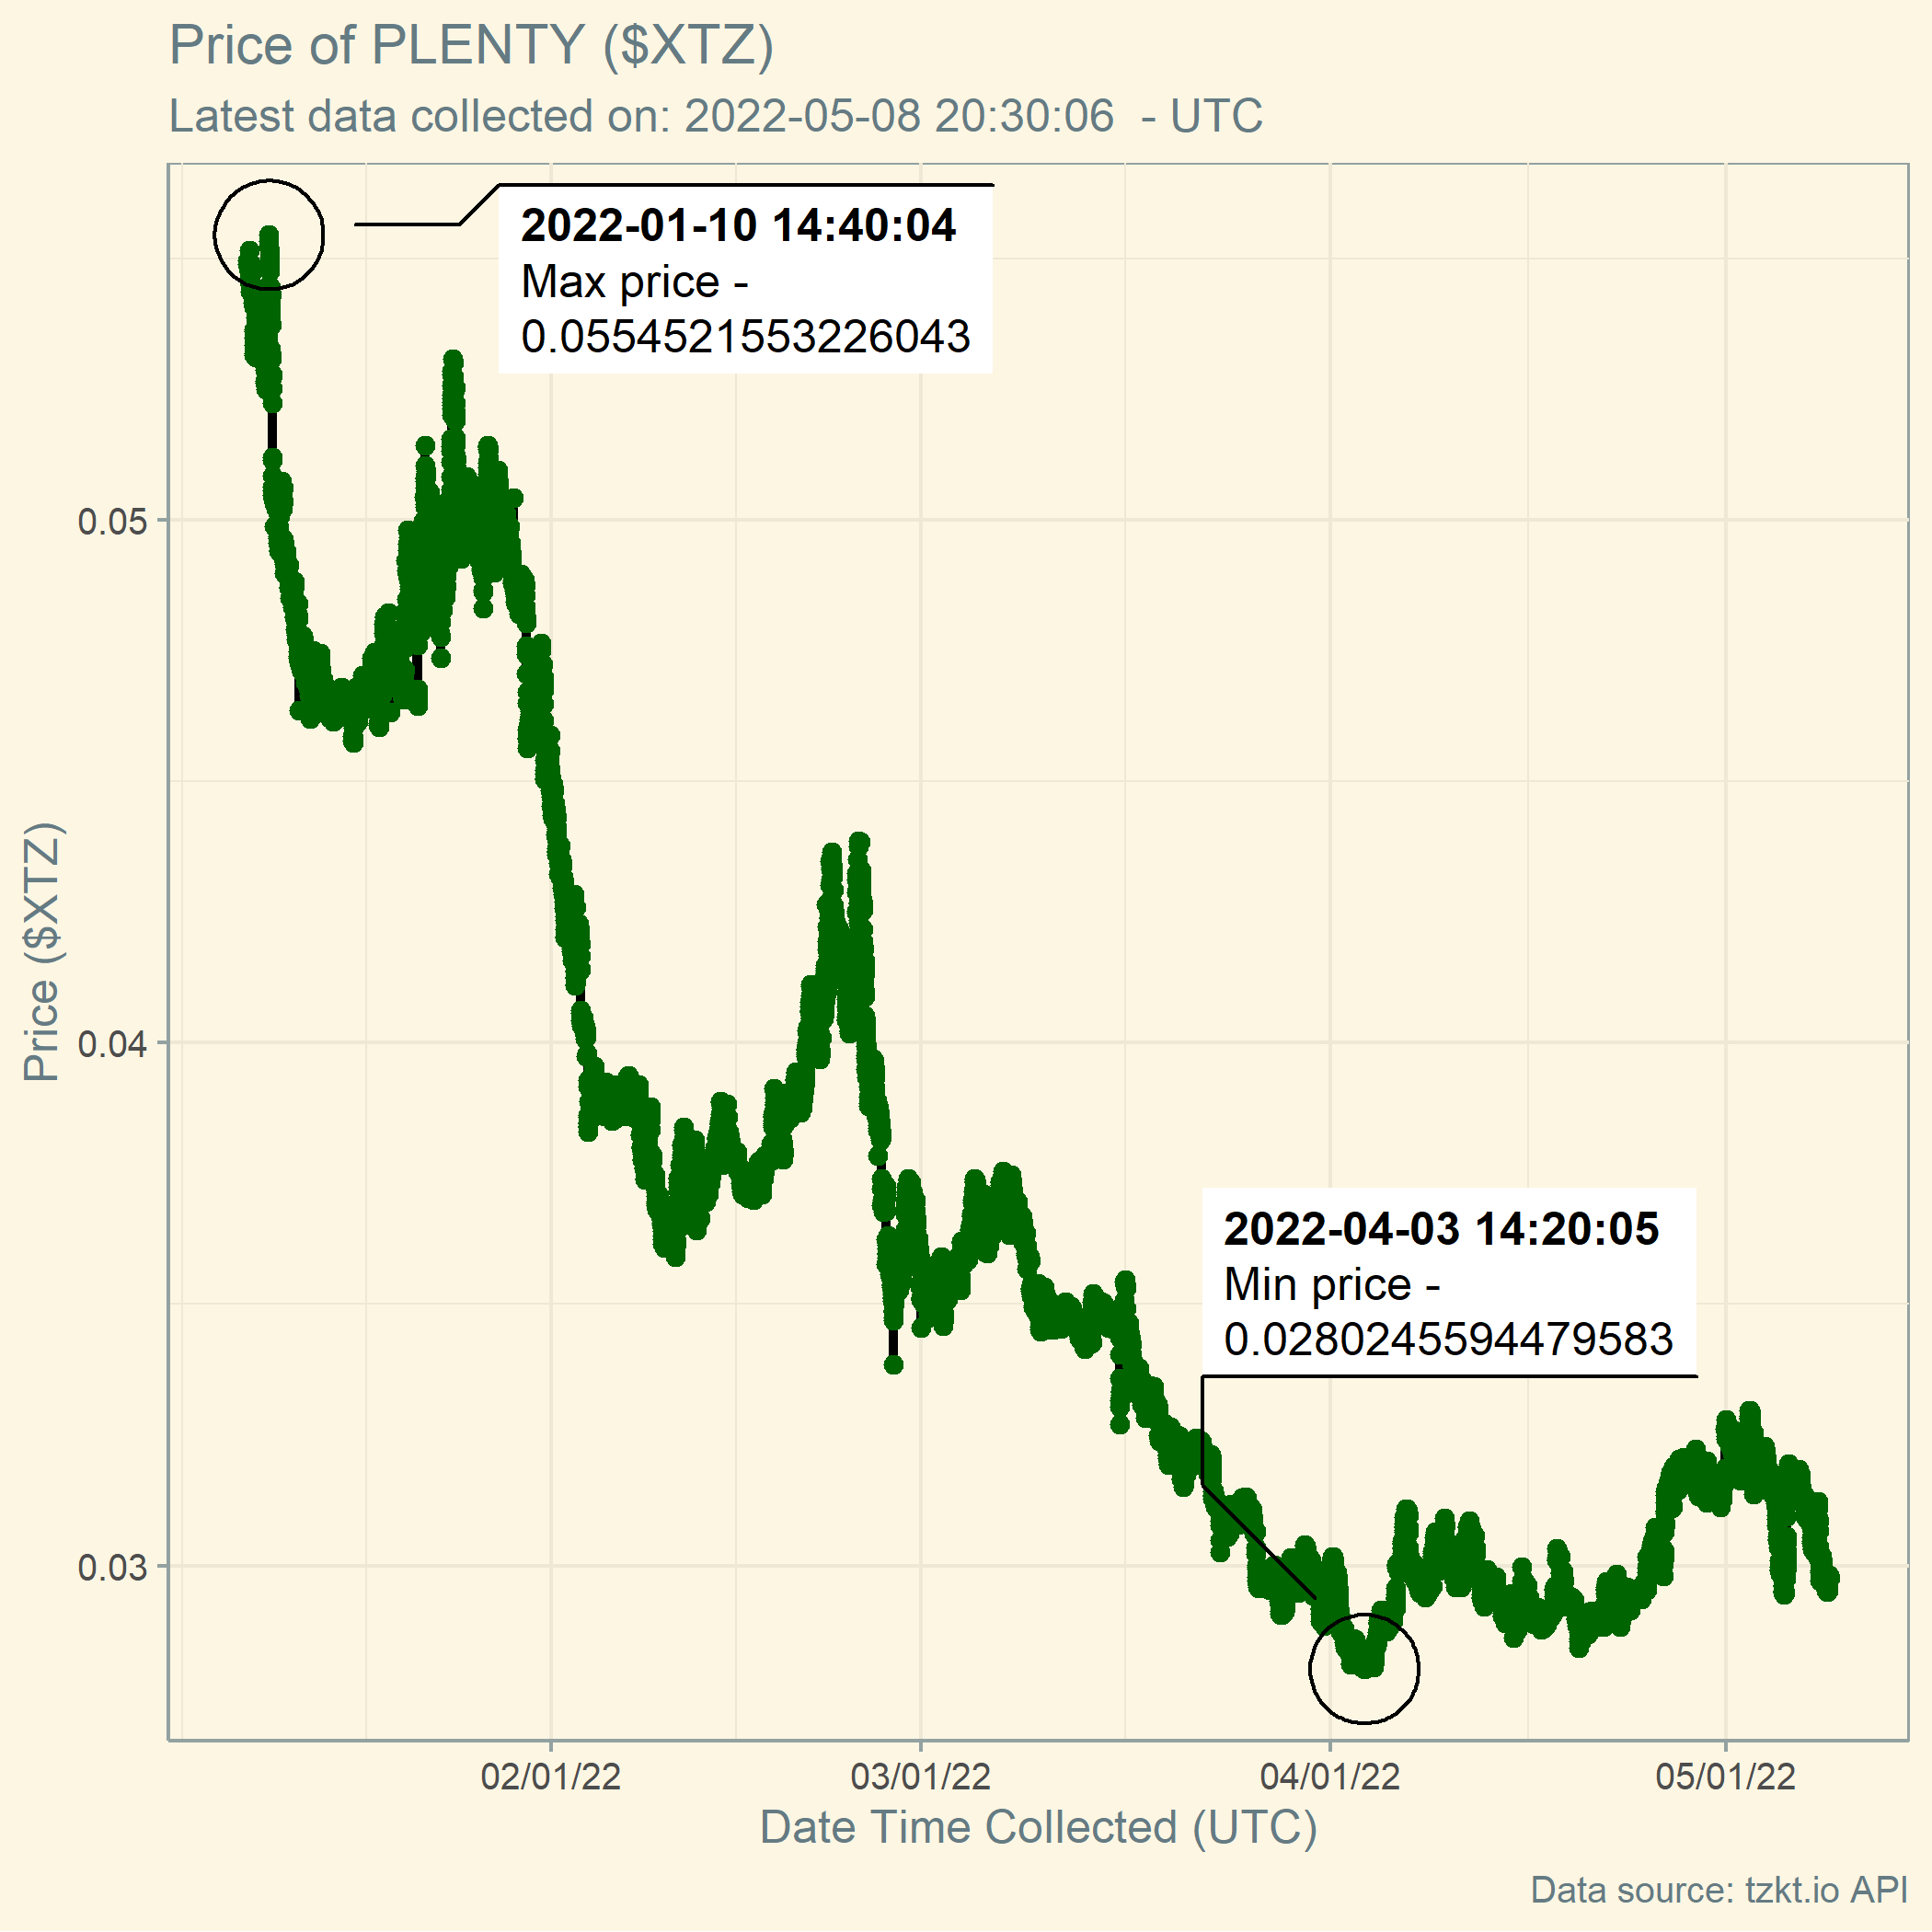 Price of PLENTY ($XTZ)
Latest data collected on: 2022-05-08 20:30:06  - UTC
2022-01-10 14:40:04
Max price -
0.0554521553226043
0.05
0.04
0.03
Price ($XTZ)
2022-04-03 14:20:05
Min price -
0.0280245594479583
02/01/22
03/01/22
04/01/22
05/01/22
Date Time Collected (UTC)
Data source: tzkt.io API